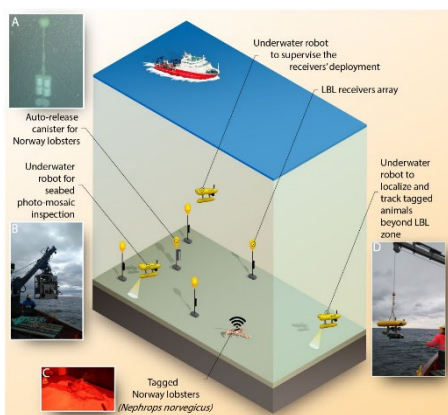 A
Underwater robot
to supervise the
receivers' deployment
LBL receivers array
Auto-release
canister for
Norway lobsters
Underwater
robot for
seabed
photo-mosaic
inspection
Underwater
robot to
localize and
track tagged
animals
beyond LBL
zone
B
D
C
Tagged
Norway lobsters
(Nephrops norvegicus)